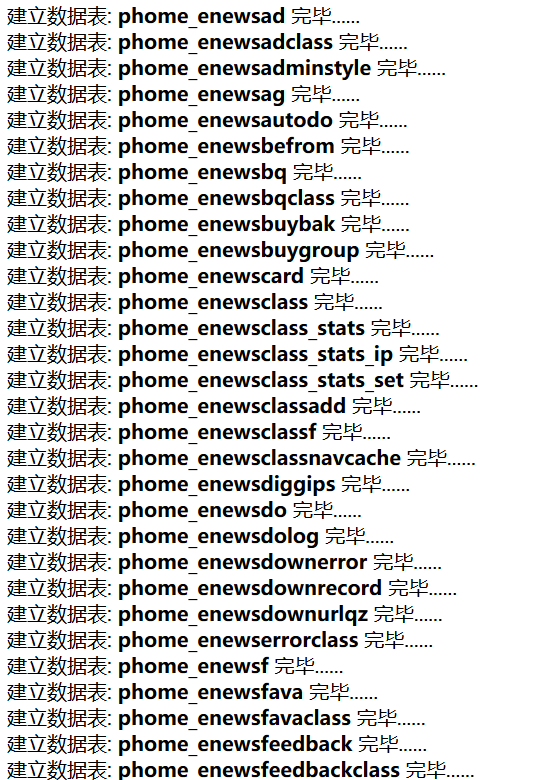 建立数据表: phome_enewsad 完毕......
建立数据表: phome_enewsadclass 完毕......
建立数据表: phome_enewsadminstyle 完毕......
建立数据表: phome_enewsag 完毕......
建立数据表: phome_enewsautodo 完毕......
建立数据表: phome_enewsbefrom 完毕......
建立数据表: phome_enewsbq 完毕......
建立数据表: phome_enewsbqclass 完毕......
建立数据表: phome_enewsbuybak 完毕......
建立数据表: phome_enewsbuygroup 完毕......
建立数据表: phome_enewscard 完毕......
建立数据表: phome_enewsclass 完毕......
建立数据表: phome_enewsclass_stats 完毕......
建立数据表: phome_enewsclass_stats_ip 完毕......
建立数据表: phome_enewsclass_stats_set 完毕......
建立数据表: phome_enewsclassadd 完毕......
建立数据表: phome_enewsclassf 完毕......
建立数据表: phome_enewsclassnavcache 完毕......
建立数据表: phome_enewsdiggips 完毕......
建立数据表: phome_enewsdo 完毕......
建立数据表: phome_enewsdolog 完毕......
建立数据表: phome_enewsdownerror 完毕......
建立数据表: phome_enewsdownrecord 完毕......
建立数据表: phome_enewsdownurlqz 完毕......
建立数据表: phome_enewserrorclass 完毕......
建立数据表: phome_enewsf 完毕......
建立数据表: phome_enewsfava 完毕......
建立数据表: phome_enewsfavaclass 完毕......
建立数据表: phome_enewsfeedback 完毕......
建立数据表: phome_enewsfeedbackclass 完毕......